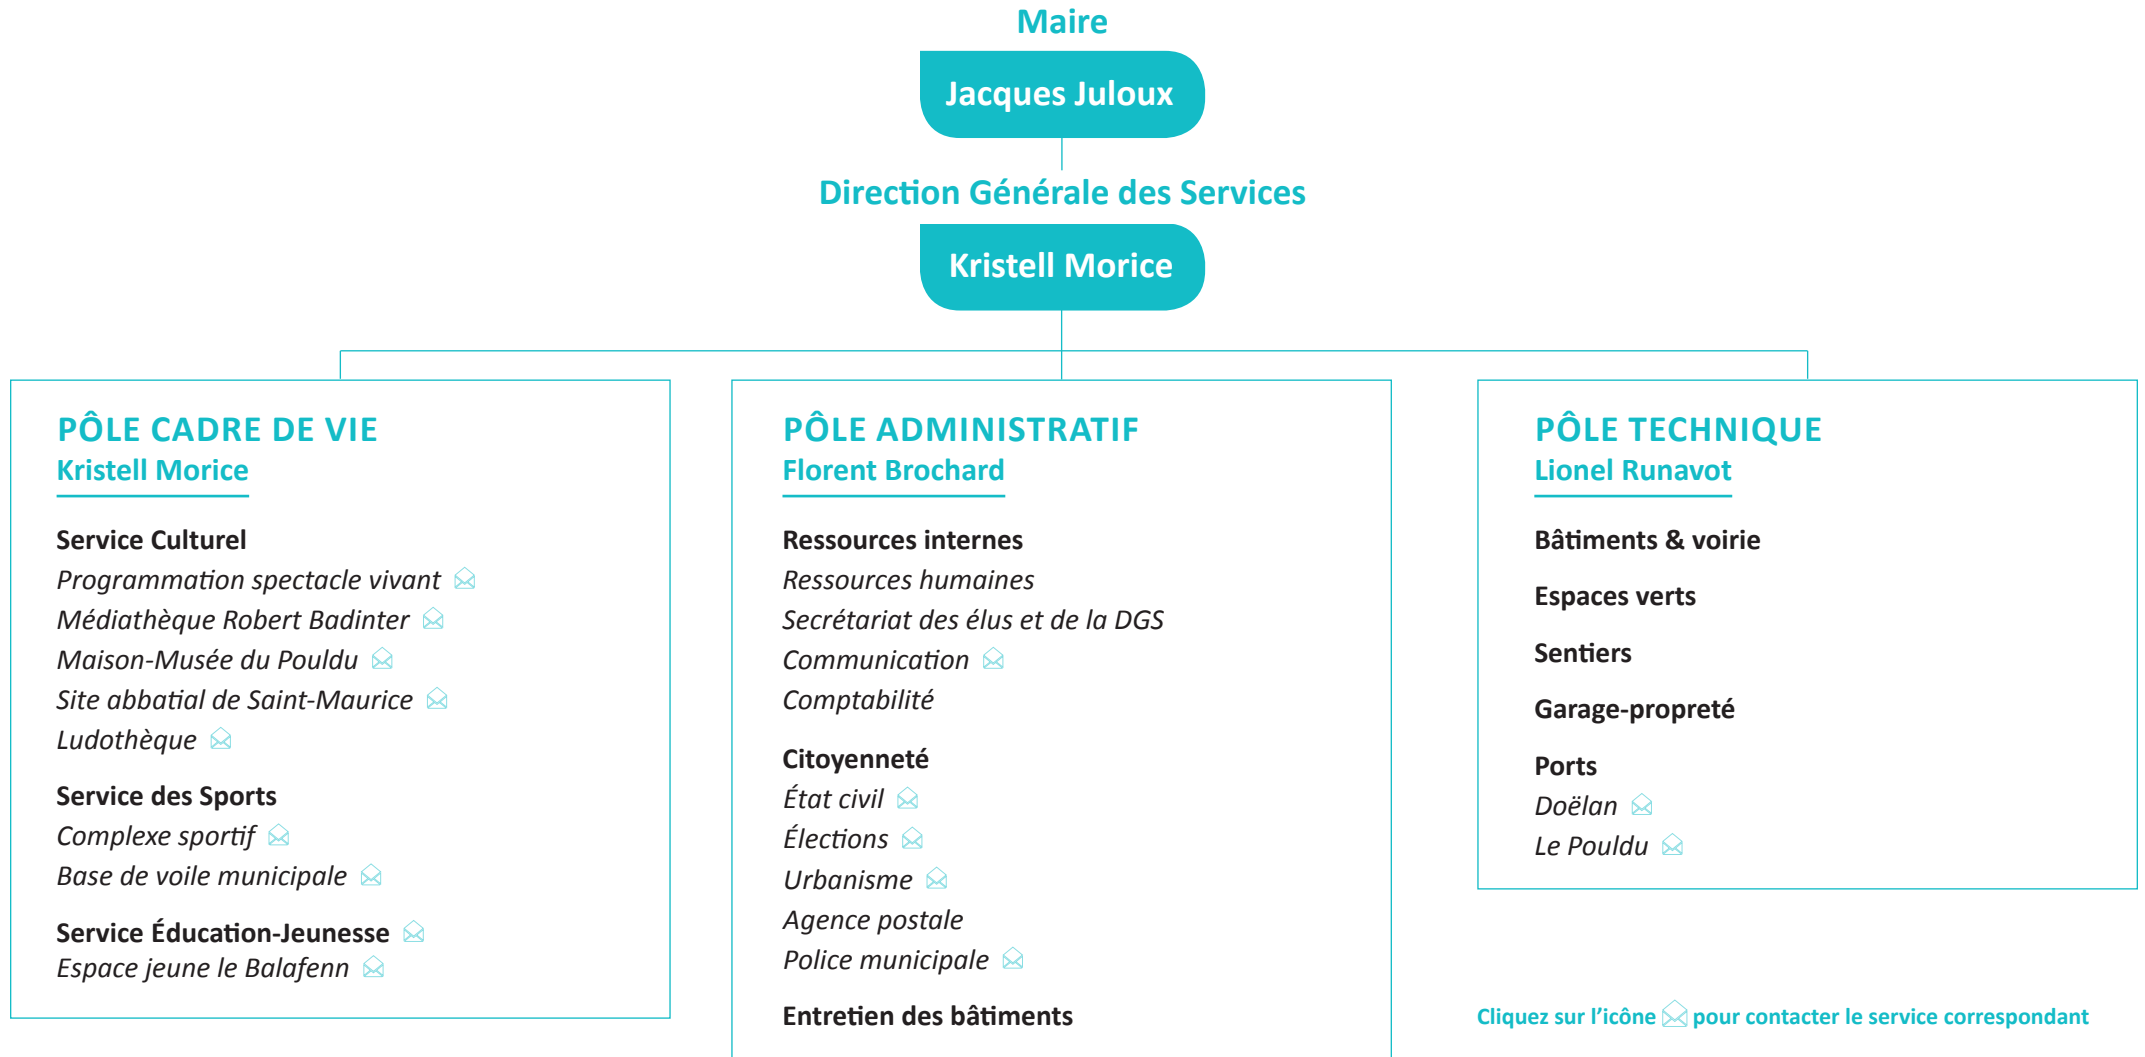 Maire
Jacques Juloux
Direction Générale des Services
Kristell Morice
PÔLE CADRE DE VIE
Kristell Morice
Service Culturel
Programmation spectacle vivant
Médiathèque Robert Badinter
Maison-Musée du Pouldu
Site abbatial de Saint-Maurice
Ludothèque
Service des Sports
Complexe sportif
Base de voile municipale
Service Éducation-Jeunesse
Espace jeune le Balafenn
PÔLE ADMINISTRATIF
Florent Brochard
Ressources internes
Ressources humaines
Secrétariat des élus et de la DGS
Communication
Comptabilité
Citoyenneté
État civil
Élections
Urbanisme
Agence postale
Police municipale
Entretien des bâtiments
PÔLE TECHNIQUE
Lionel Runavot
Bâtiments & voirie
Espaces verts
Sentiers
Garage-propreté
Ports
Doëlan
Le Pouldu
Cliquez sur l'icône pour contacter le service correspondant